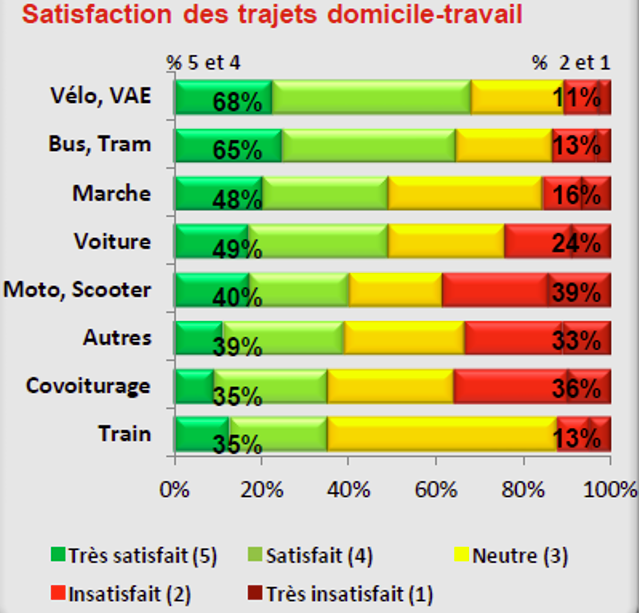 Satisfaction des trajets domicile-travail
% 5 et 4 % 2 et 1
Vélo, VAE 68% 11%
Bus, Tram 65% 13%
Marche 48% 16%
Voiture 49% 24%
Moto, Scooter 40% 39%
Autres 39% 33%
Covoiturage 35% 36%
Train 35% 13%
0% 20% 40% 60% 80% 100%
Très satisfait (5) Satisfait (4) Neutre (3)
Insatisfait (2) Très insatisfait (1)